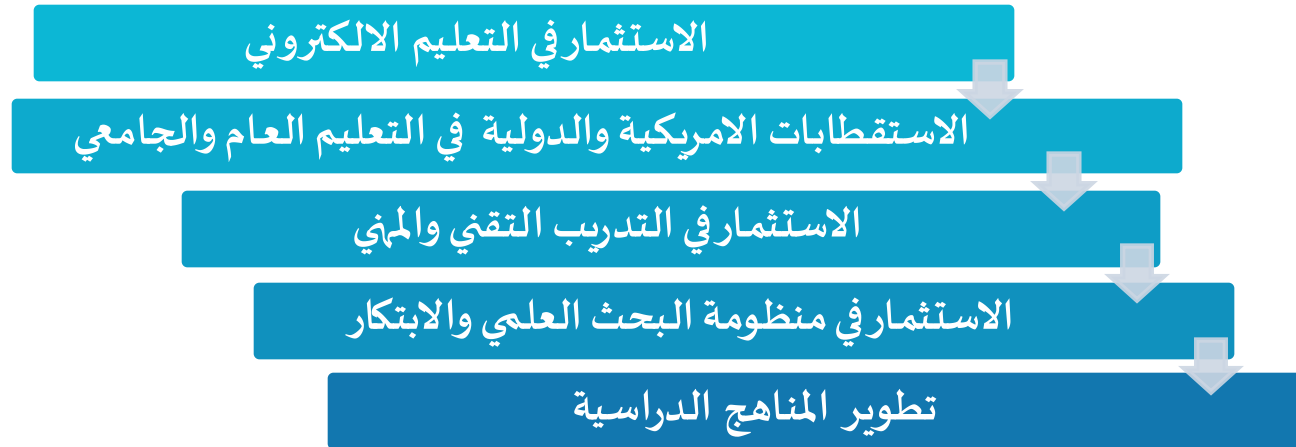 الاستثمار في التعليم الالكتروني
الاستقطابات الامريكية والدولية في التعليم العام والجامعي
الاستثمار في التدريب التقني والمهني
الاستثمار في منظومة البحث العلمي والابتكار
تطوير المناهج الدراسية